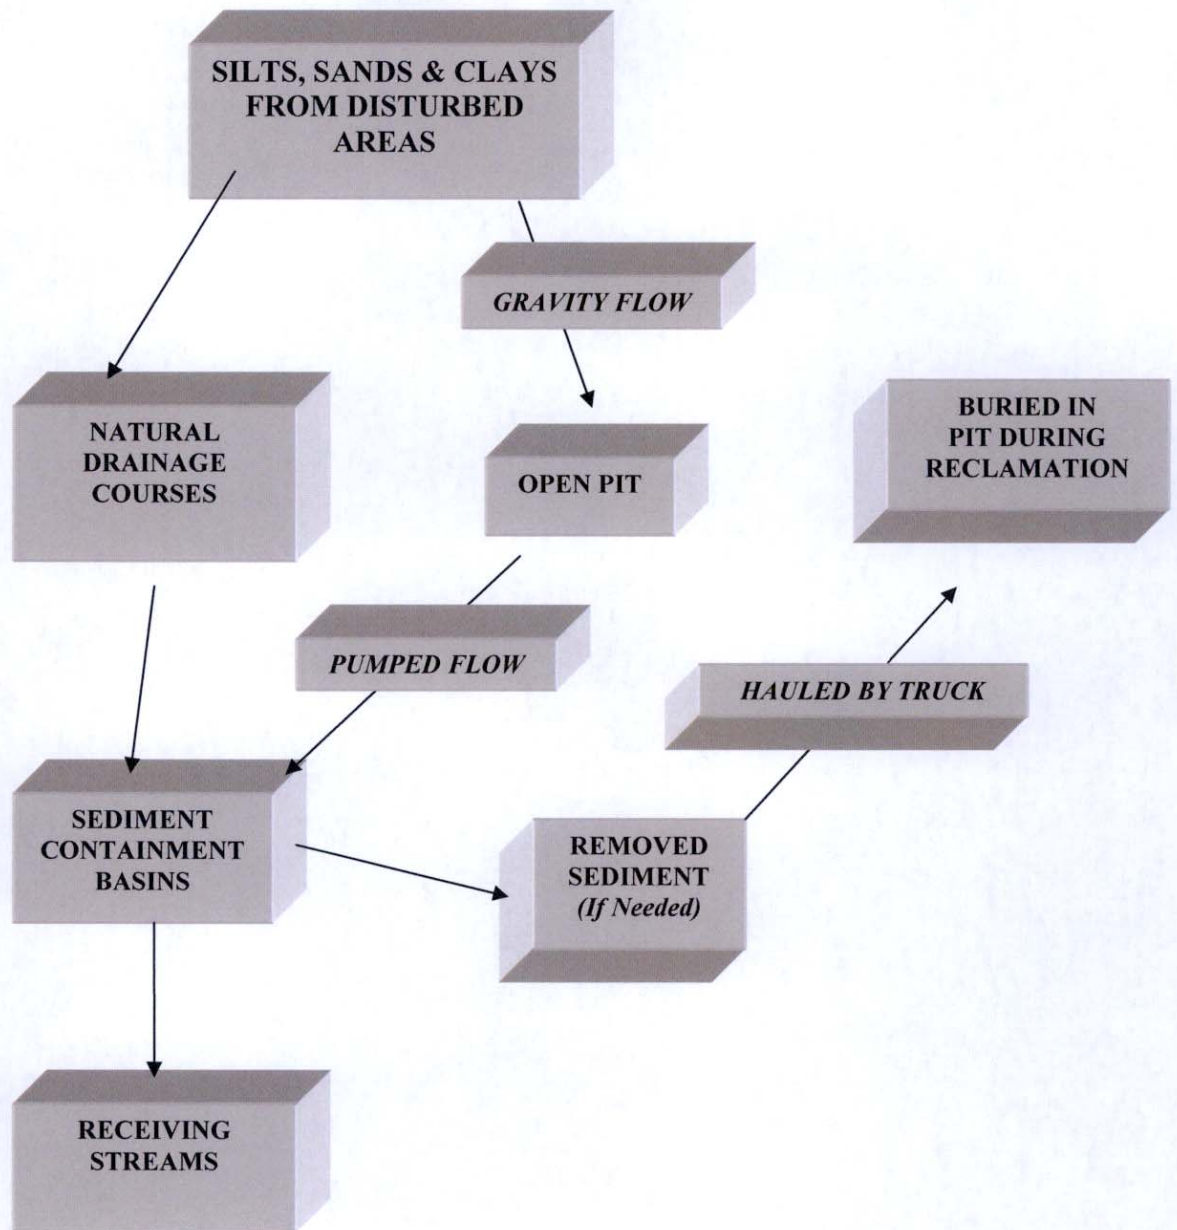 SILTS, SANDS & CLAYS
FROM DISTURBED
AREAS
GRAVITY FLOW
NATURAL
DRAINAGE
COURSES
OPEN PIT
BURIED IN
PIT DURING
RECLAMATION
PUMPED FLOW
HAULED BY TRUCK
SEDIMENT
CONTAINMENT
BASINS
REMOVED
SEDIMENT
(If Needed)
RECEIVING
STREAMS